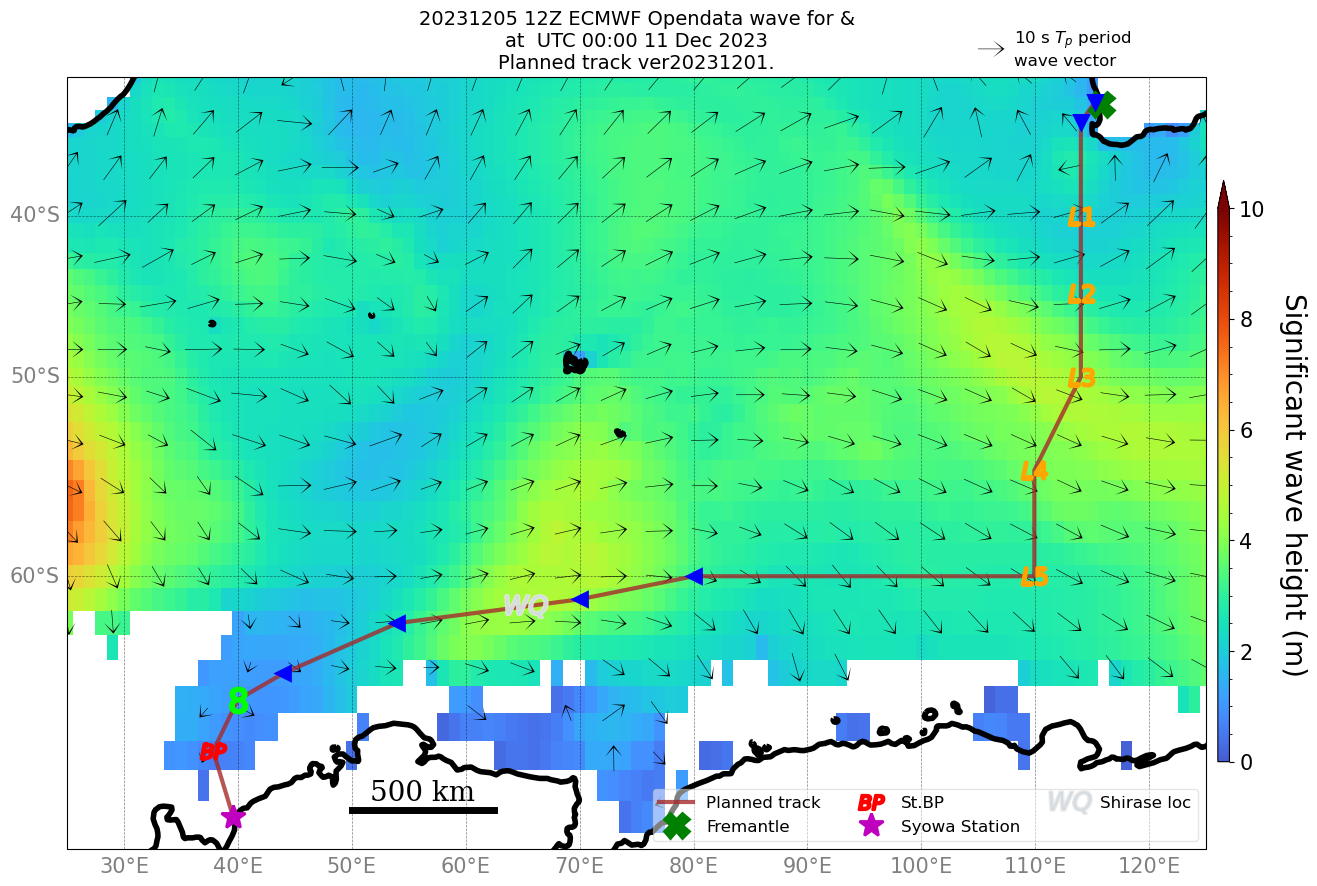 20231205 12Z ECMWF Opendata wave for &
at UTC 00:00 11 Dec 2023
Planned track ver20231201.
10 s Tp period
wave vector
40°S
50°S
60°S
L1
L2
L3
L4
L5
WQ
8
BP
500 km
Planned track
Fremantle
BP St.BP
Syowa Station
WQ Shirase loc
30°E 40°E 50°E 60°E 70°E 80°E 90°E 100°E 110°E 120°E
10
8
6
4
2
0
Significant wave height (m)